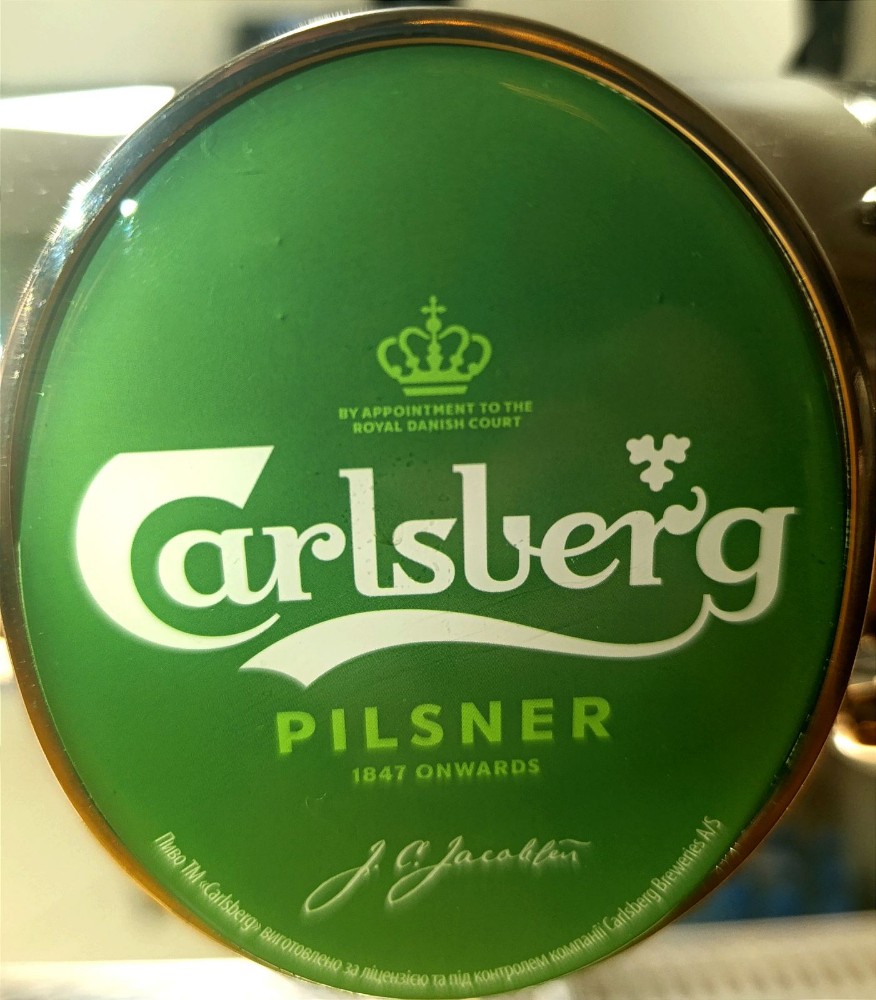 BY APPOINTMENT TO THE
ROYAL DANISH COURT
Carlsberg
PILSNER
1847 ONWARDS
J. C. Jacobsen
Пиво ТМ «Carlsberg» виготовлено за ліцензією та під контролем компанії Carlsberg Breweries A/S